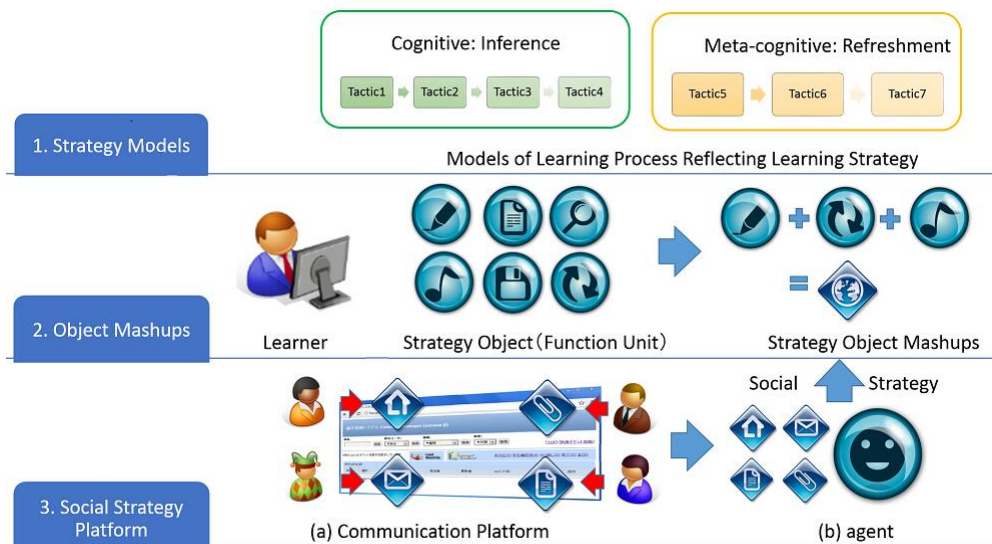 Cognitive: Inference
Tactic1
Tactic2
Tactic3
Tactic4
Meta-cognitive: Refreshment
Tactic5
Tactic6
Tactic7
1. Strategy Models
Models of Learning Process Reflecting Learning Strategy
2. Object Mashups
Learner
Strategy Object（Function Unit）
Strategy Object Mashups
Social
Strategy
3. Social Strategy
Platform
(a) Communication Platform
(b) agent